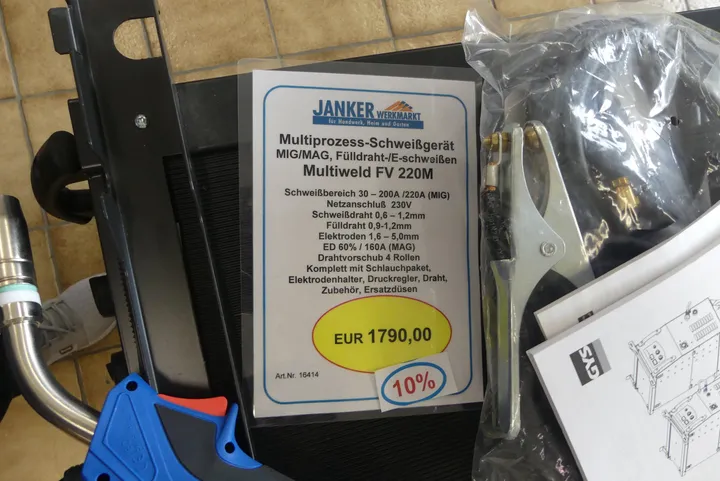 JANKER WERKMARKT
für Handwerk, Heim und Garten
Multiprozess-Schweißgerät
MIG/MAG, Fülldraht-/E-schweißen
Multiweld FV 220M
Schweißbereich 30 – 200A /220A (MIG)
Netzanschluß 230V
Schweißdraht 0,6 – 1,2mm
Fülldraht 0,9-1,2mm
Elektroden 1,6 – 5,0mm
ED 60% / 160A (MAG)
Drahtvorschub 4 Rollen
Komplett mit Schlauchpaket,
Elektrodenhalter, Druckregler, Draht,
Zubehör, Ersatzdüsen
EUR 1790,00
Art.Nr. 16414
10%
GYS